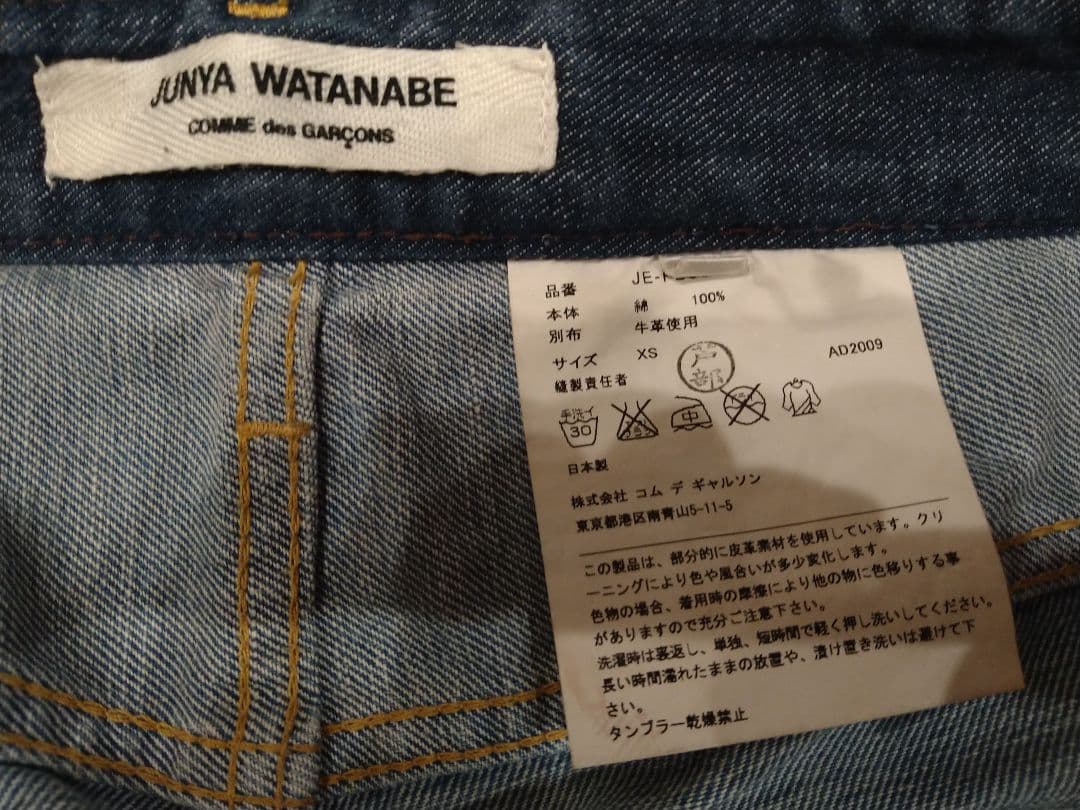 JUNYA WATANABE
COMME des GARÇONS
品番 JE-
本体 綿 100%
別布 牛革使用
サイズ XS AD2009
縫製責任者 戸部
手洗イ 30 中
日本製
株式会社 コム デ ギャルソン
東京都港区南青山5-11-5
この製品は、部分的に皮革素材を使用しています。クリ
ーニングにより色や風合いが多少変化します。
色物の場合、着用時の摩擦により他の物に色移りする事
がありますので充分ご注意下さい。
洗濯時は裏返し、単独、短時間で軽く押し洗いしてください。
長い時間濡れたままの放置や、漬け置き洗いは避けて下
さい。
タンブラー乾燥禁止